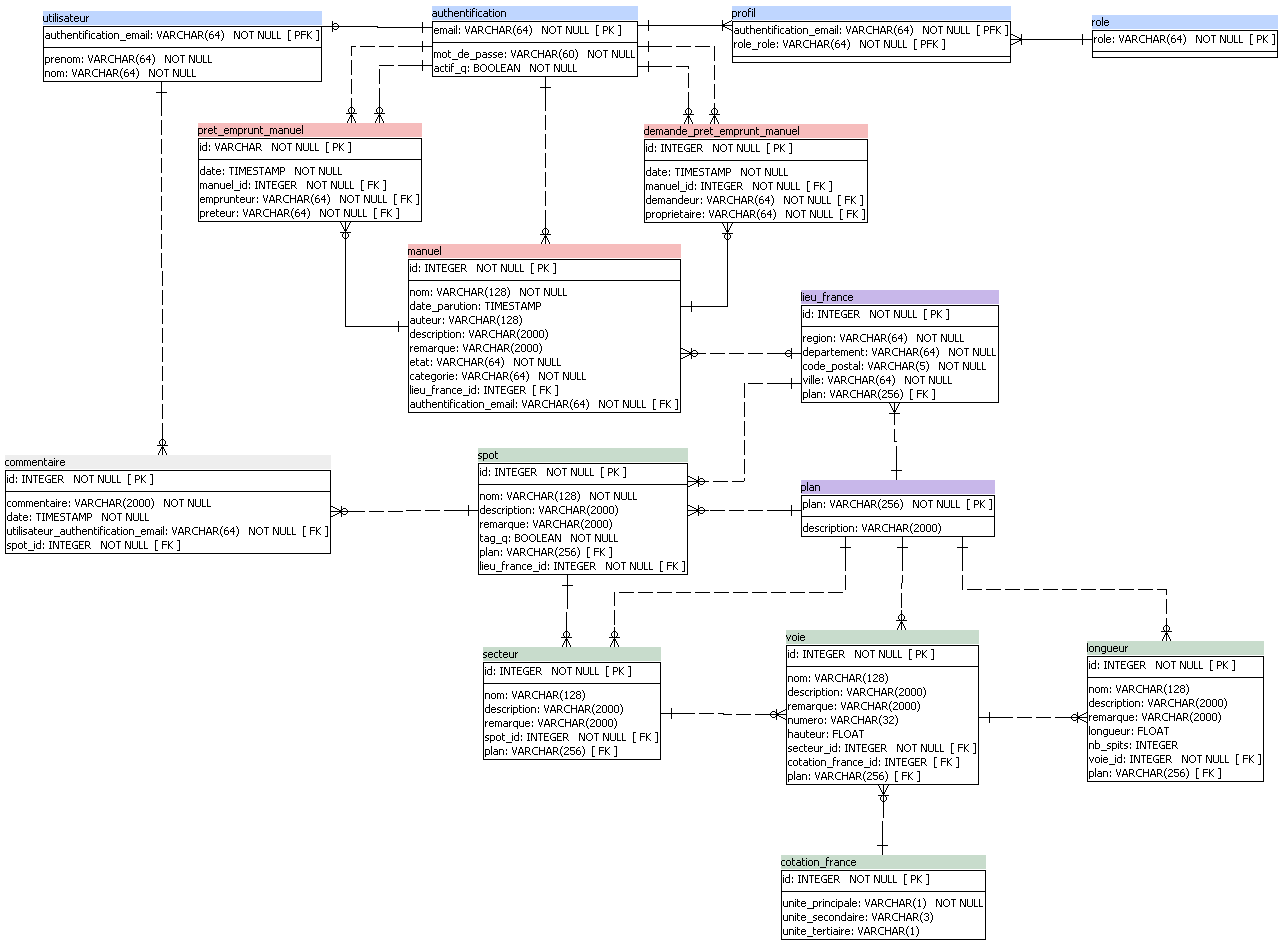 utilisateur
authentification_email: VARCHAR(64) NOT NULL [ PFK ]
prenom: VARCHAR(64) NOT NULL
nom: VARCHAR(64) NOT NULL
authentification
email: VARCHAR(64) NOT NULL [ PK ]
mot_de_passe: VARCHAR(60) NOT NULL
actif_q: BOOLEAN NOT NULL
profil
authentification_email: VARCHAR(64) NOT NULL [ PFK ]
role_role: VARCHAR(64) NOT NULL [ PFK ]
role
role: VARCHAR(64) NOT NULL [ PK ]
pret_emprunt_manuel
id: VARCHAR NOT NULL [ PK ]
date: TIMESTAMP NOT NULL
manuel_id: INTEGER NOT NULL [ FK ]
emprunteur: VARCHAR(64) NOT NULL [ FK ]
preteur: VARCHAR(64) NOT NULL [ FK ]
demande_pret_emprunt_manuel
id: INTEGER NOT NULL [ PK ]
date: TIMESTAMP NOT NULL
manuel_id: INTEGER NOT NULL [ FK ]
demandeur: VARCHAR(64) NOT NULL [ FK ]
proprietaire: VARCHAR(64) NOT NULL [ FK ]
manuel
id: INTEGER NOT NULL [ PK ]
nom: VARCHAR(128) NOT NULL
date_parution: TIMESTAMP
auteur: VARCHAR(128)
description: VARCHAR(2000)
remarque: VARCHAR(2000)
etat: VARCHAR(64) NOT NULL
categorie: VARCHAR(64) NOT NULL
lieu_france_id: INTEGER [ FK ]
authentification_email: VARCHAR(64) NOT NULL [ FK ]
lieu_france
id: INTEGER NOT NULL [ PK ]
region: VARCHAR(64) NOT NULL
departement: VARCHAR(64) NOT NULL
code_postal: VARCHAR(5) NOT NULL
ville: VARCHAR(64) NOT NULL
plan: VARCHAR(256) [ FK ]
commentaire
id: INTEGER NOT NULL [ PK ]
commentaire: VARCHAR(2000) NOT NULL
date: TIMESTAMP NOT NULL
utilisateur_authentification_email: VARCHAR(64) NOT NULL [ FK ]
spot_id: INTEGER NOT NULL [ FK ]
spot
id: INTEGER NOT NULL [ PK ]
nom: VARCHAR(128) NOT NULL
description: VARCHAR(2000)
remarque: VARCHAR(2000)
tag_q: BOOLEAN NOT NULL
plan: VARCHAR(256) [ FK ]
lieu_france_id: INTEGER NOT NULL [ FK ]
plan
plan: VARCHAR(256) NOT NULL [ PK ]
description: VARCHAR(2000)
secteur
id: INTEGER NOT NULL [ PK ]
nom: VARCHAR(128)
description: VARCHAR(2000)
remarque: VARCHAR(2000)
spot_id: INTEGER NOT NULL [ FK ]
plan: VARCHAR(256) [ FK ]
voie
id: INTEGER NOT NULL [ PK ]
nom: VARCHAR(128)
description: VARCHAR(2000)
remarque: VARCHAR(2000)
numero: VARCHAR(32)
hauteur: FLOAT
secteur_id: INTEGER NOT NULL [ FK ]
cotation_france_id: INTEGER [ FK ]
plan: VARCHAR(256) [ FK ]
longueur
id: INTEGER NOT NULL [ PK ]
nom: VARCHAR(128)
description: VARCHAR(2000)
remarque: VARCHAR(2000)
longueur: FLOAT
nb_spits: INTEGER
voie_id: INTEGER NOT NULL [ FK ]
plan: VARCHAR(256) [ FK ]
cotation_france
id: INTEGER NOT NULL [ PK ]
unite_principale: VARCHAR(1) NOT NULL
unite_secondaire: VARCHAR(3)
unite_tertiaire: VARCHAR(1)